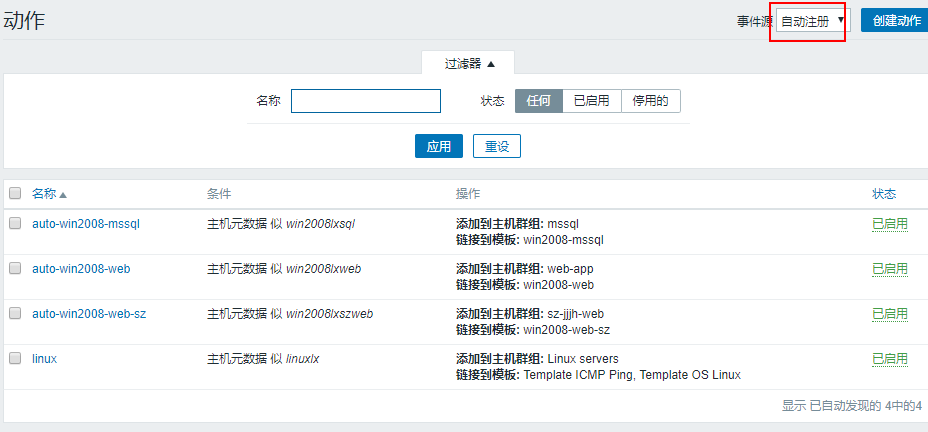 动作
事件源 自动注册 创建动作
过滤器
名称 状态 任何 已启用 停用的
应用 重设
名称 条件 操作 状态
auto-win2008-mssql 主机元数据 似 win2008lxsql 添加到主机群组: mssql 已启用
链接到模板: win2008-mssql
auto-win2008-web 主机元数据 似 win2008lxweb 添加到主机群组: web-app 已启用
链接到模板: win2008-web
auto-win2008-web-sz 主机元数据 似 win2008lxszweb 添加到主机群组: sz-jjjh-web 已启用
链接到模板: win2008-web-sz
linux 主机元数据 似 linuxlx 添加到主机群组: Linux servers 已启用
链接到模板: Template ICMP Ping, Template OS Linux
显示 已自动发现的 4中的4